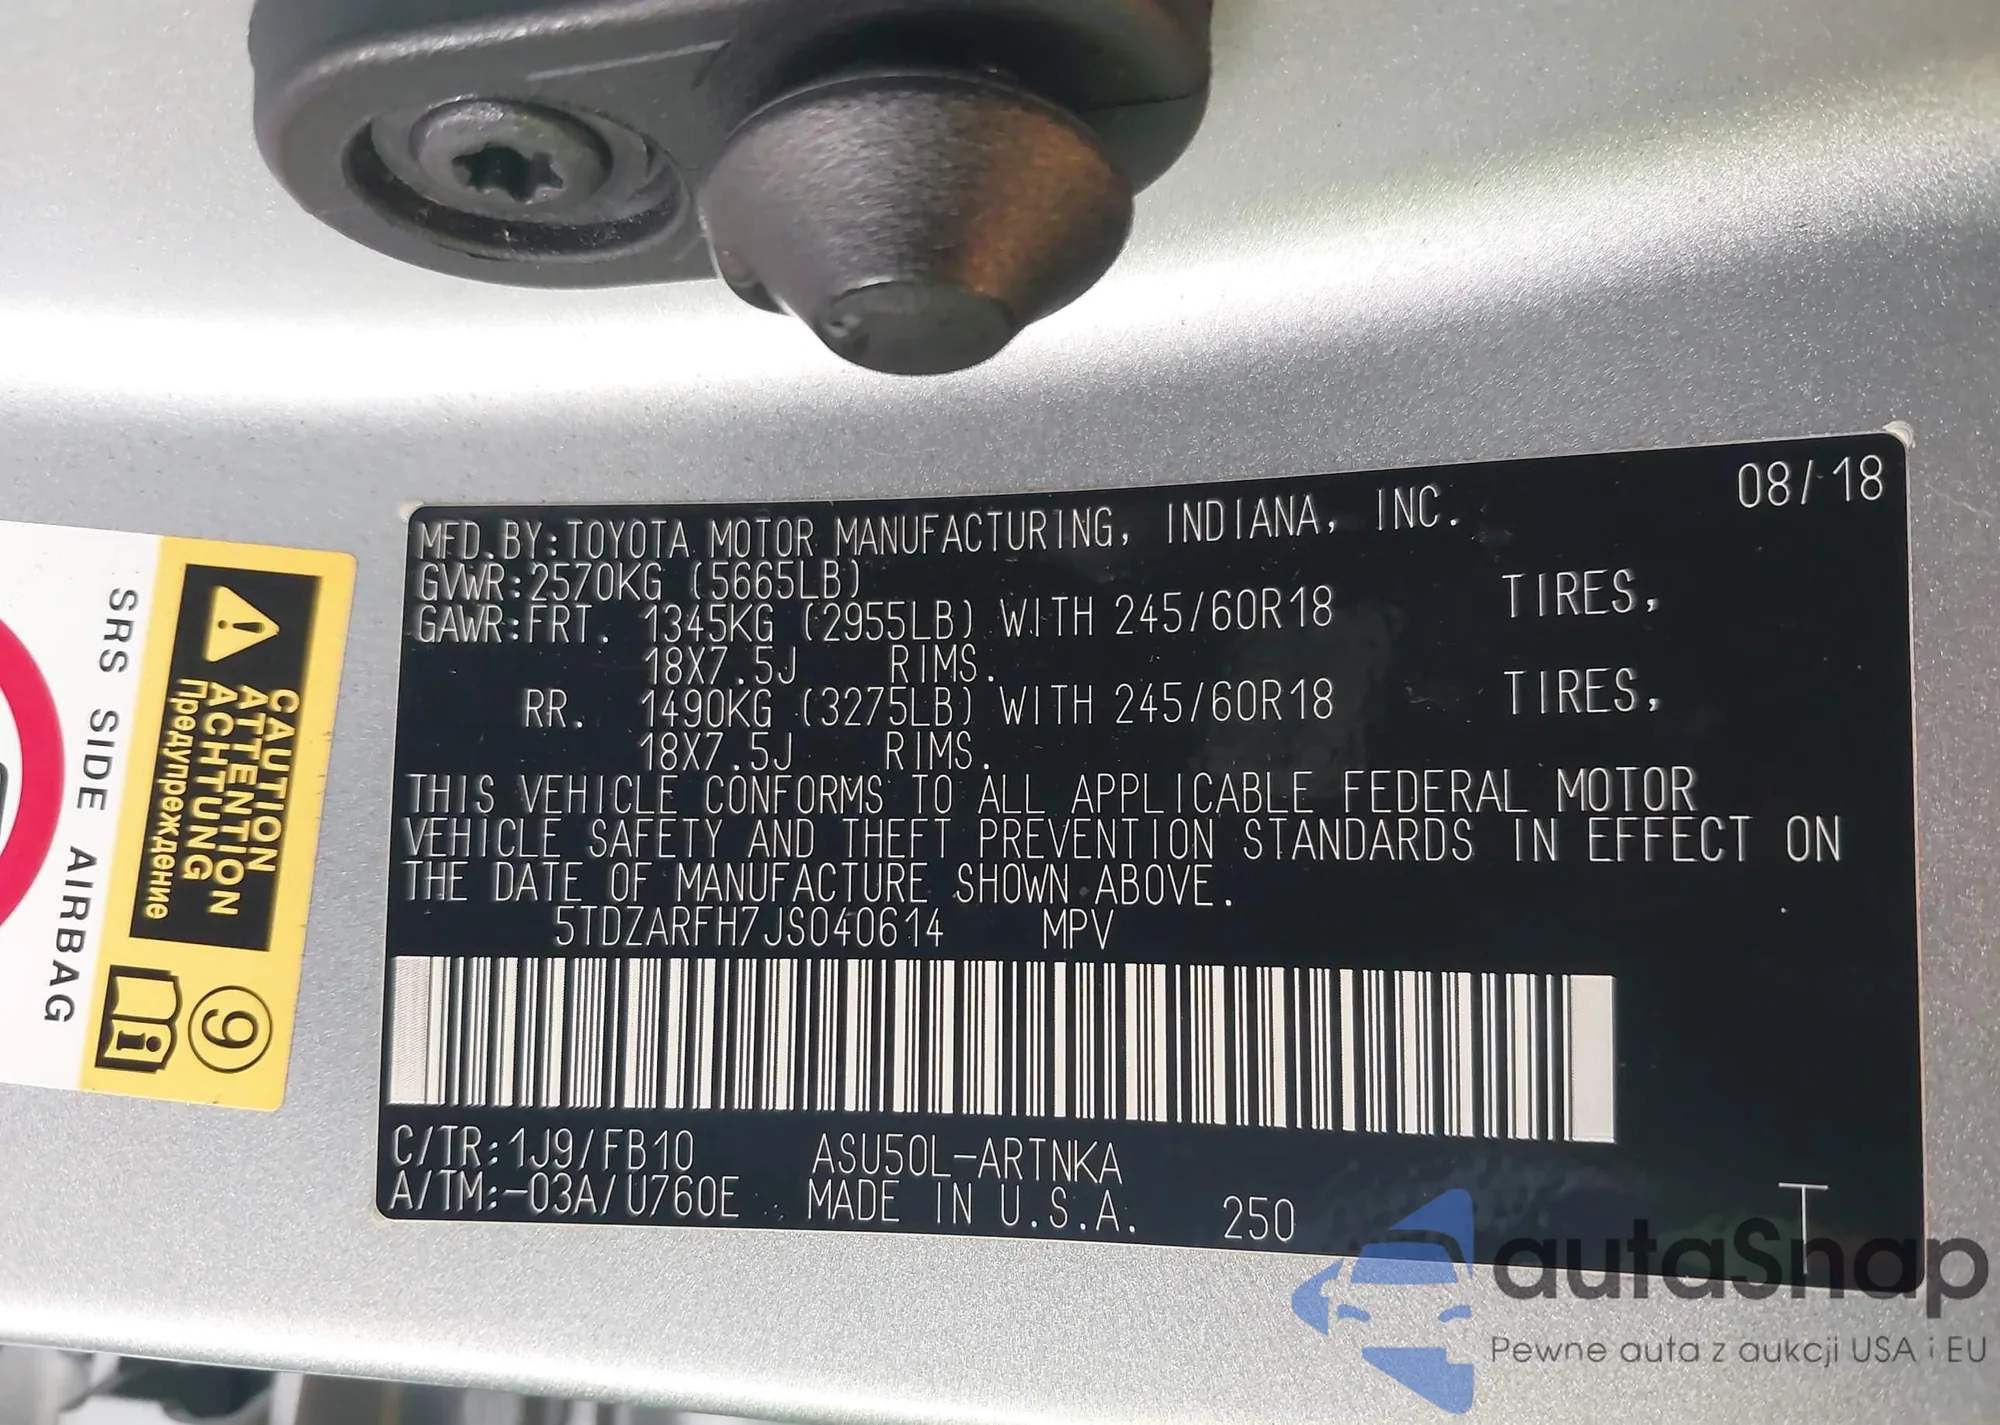 MFD.BY:TOYOTA MOTOR MANUFACTURING, INDIANA, INC. 08/18
GVWR:2570KG (5665LB)
GAWR:FRT. 1345KG (2955LB) WITH 245/60R18 TIRES,
18X7.5J RIMS.
RR. 1490KG (3275LB) WITH 245/60R18 TIRES,
18X7.5J RIMS.
THIS VEHICLE CONFORMS TO ALL APPLICABLE FEDERAL MOTOR
VEHICLE SAFETY AND THEFT PREVENTION STANDARDS IN EFFECT ON
THE DATE OF MANUFACTURE SHOWN ABOVE.
5TDZARFH7JS040614 MPV
C/TR:1J9/FB10 ASU50L-ARTNKA
A/TM:-03A/U760E MADE IN U.S.A. 250 T
CAUTION
ATTENTION
ACHTUNG
Предупреждение
9
SRS SIDE AIRBAG
autaSnap
Pewne auta z aukcji USA i EU